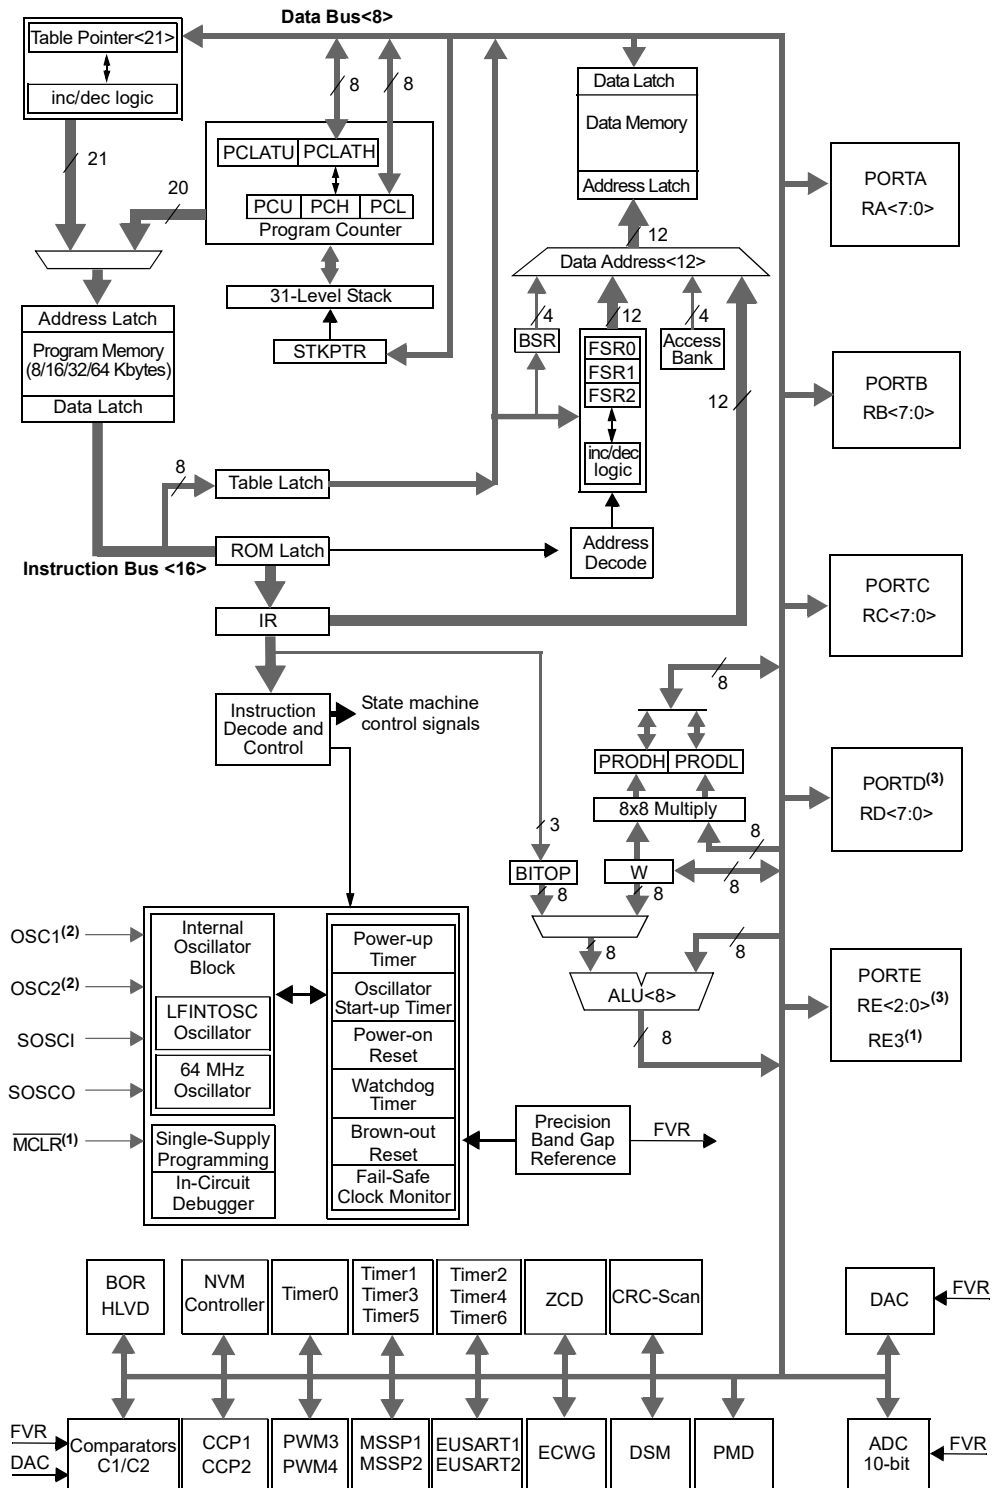 Data Bus<8>
Table Pointer<21>
inc/dec logic
21
20
8
8
PCLATU PCLATH
PCU PCH PCL
Program Counter
31-Level Stack
STKPTR
Data Latch
Data Memory
Address Latch
12
Data Address<12>
4
12
4
BSR
FSR0
FSR1
FSR2
inc/dec
logic
Access
Bank
12
Address Latch
Program Memory
(8/16/32/64 Kbytes)
Data Latch
8
Table Latch
ROM Latch
Instruction Bus <16>
IR
Address
Decode
Instruction
Decode and
Control
State machine
control signals
8
PRODH PRODL
8x8 Multiply
3
8
BITOP
W
8
8
8
8
8
ALU<8>
8
PORTA
RA<7:0>
PORTB
RB<7:0>
PORTC
RC<7:0>
PORTD(3)
RD<7:0>
PORTE
RE<2:0>(3)
RE3(1)
OSC1(2)
OSC2(2)
SOSCI
SOSCO
MCLR(1)
Internal
Oscillator
Block
LFINTOSC
Oscillator
64 MHz
Oscillator
Single-Supply
Programming
In-Circuit
Debugger
Power-up
Timer
Oscillator
Start-up Timer
Power-on
Reset
Watchdog
Timer
Brown-out
Reset
Fail-Safe
Clock Monitor
Precision
Band Gap
Reference
FVR
BOR
HLVD
NVM
Controller
Timer0
Timer1
Timer3
Timer5
Timer2
Timer4
Timer6
ZCD
CRC-Scan
DAC
FVR
FVR
DAC
Comparators
C1/C2
CCP1
CCP2
PWM3
PWM4
MSSP1
MSSP2
EUSART1
EUSART2
ECWG
DSM
PMD
ADC
10-bit
FVR